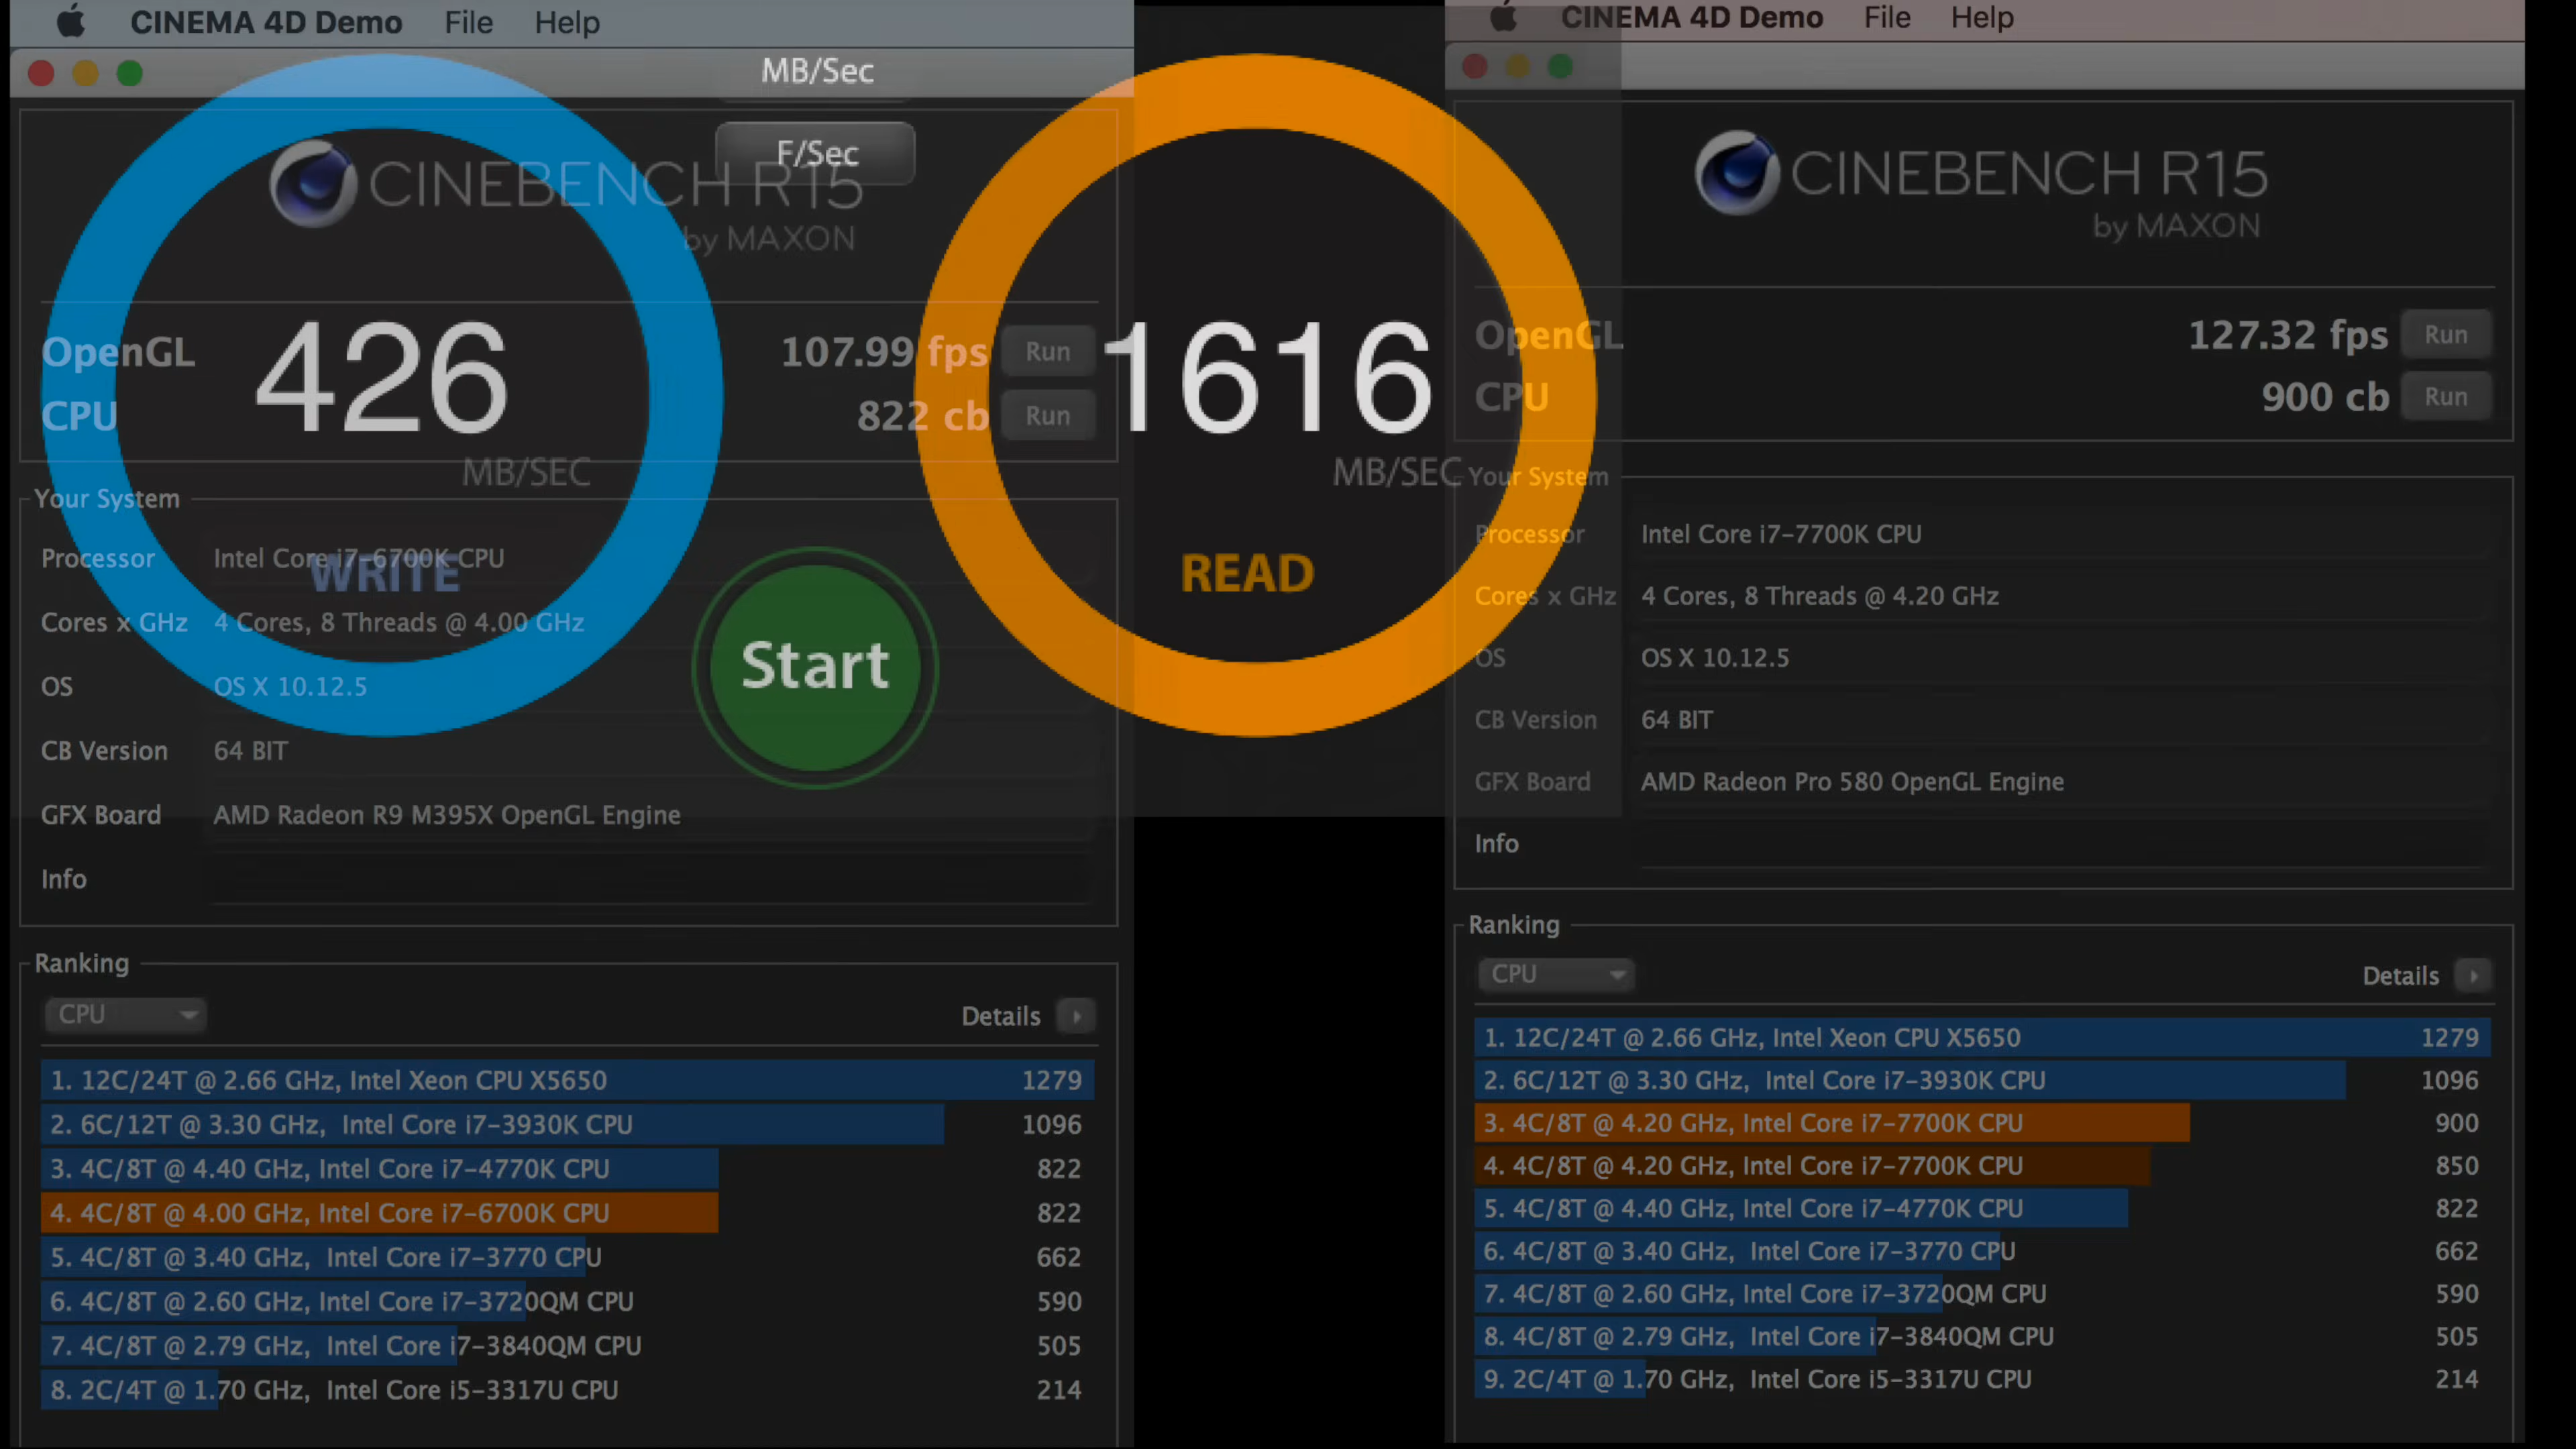 CINEMA 4D Demo File Help
MB/Sec
F/Sec
CINEBENCH R15
by MAXON
OpenGL 107.99 fps Run
CPU 822 cb Run
426
MB/SEC
WRITE
1616
MB/SEC
READ
Start
Your System
Processor Intel Core i7-6700K CPU
Cores x GHz 4 Cores, 8 Threads @ 4.00 GHz
OS OS X 10.12.5
CB Version 64 BIT
GFX Board AMD Radeon R9 M395X OpenGL Engine
Info
Ranking
CPU Details
1. 12C/24T @ 2.66 GHz, Intel Xeon CPU X5650 1279
2. 6C/12T @ 3.30 GHz, Intel Core i7-3930K CPU 1096
3. 4C/8T @ 4.40 GHz, Intel Core i7-4770K CPU 822
4. 4C/8T @ 4.00 GHz, Intel Core i7-6700K CPU 822
5. 4C/8T @ 3.40 GHz, Intel Core i7-3770 CPU 662
6. 4C/8T @ 2.60 GHz, Intel Core i7-3720QM CPU 590
7. 4C/8T @ 2.79 GHz, Intel Core i7-3840QM CPU 505
8. 2C/4T @ 1.70 GHz, Intel Core i5-3317U CPU 214
CINEMA 4D Demo File Help
CINEBENCH R15
by MAXON
OpenGL 127.32 fps Run
CPU 900 cb Run
Your System
Processor Intel Core i7-7700K CPU
Cores x GHz 4 Cores, 8 Threads @ 4.20 GHz
OS OS X 10.12.5
CB Version 64 BIT
GFX Board AMD Radeon Pro 580 OpenGL Engine
Info
Ranking
CPU Details
1. 12C/24T @ 2.66 GHz, Intel Xeon CPU X5650 1279
2. 6C/12T @ 3.30 GHz, Intel Core i7-3930K CPU 1096
3. 4C/8T @ 4.20 GHz, Intel Core i7-7700K CPU 900
4. 4C/8T @ 4.20 GHz, Intel Core i7-7700K CPU 850
5. 4C/8T @ 4.40 GHz, Intel Core i7-4770K CPU 822
6. 4C/8T @ 3.40 GHz, Intel Core i7-3770 CPU 662
7. 4C/8T @ 2.60 GHz, Intel Core i7-3720QM CPU 590
8. 4C/8T @ 2.79 GHz, Intel Core i7-3840QM CPU 505
9. 2C/4T @ 1.70 GHz, Intel Core i5-3317U CPU 214